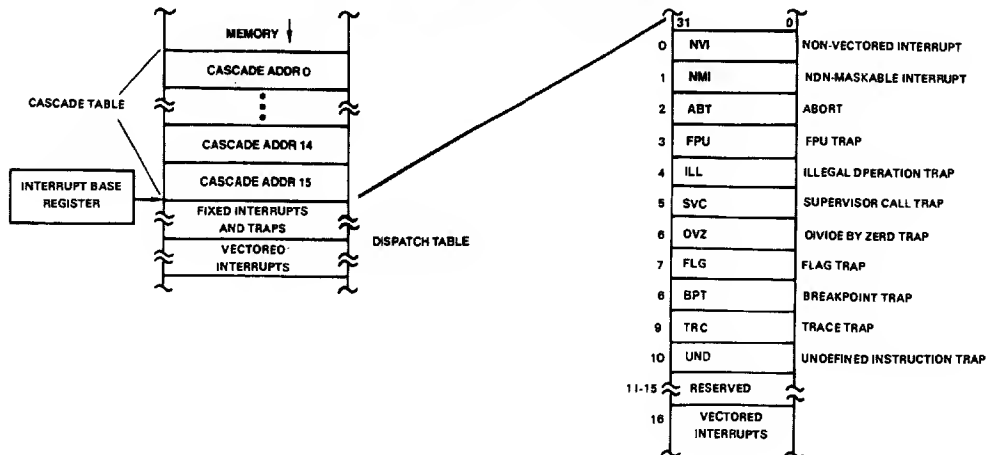 MEMORY
CASCADE ADDR 0
CASCADE TABLE
CASCADE ADDR 14
CASCADE ADDR 15
INTERRUPT BASE
REGISTER
FIXED INTERRUPTS
AND TRAPS
DISPATCH TABLE
VECTOREO
INTERRUPTS
31 0
0 NVI NON-VECTORED INTERRUPT
1 NMI NDN-MASKABLE INTERRUPT
2 ABT ABORT
3 FPU FPU TRAP
4 ILL ILLEGAL DPERATION TRAP
5 SVC SUPERVISOR CALL TRAP
6 OVZ OIVIDE BY ZERD TRAP
7 FLG FLAG TRAP
6 BPT BREAKPOINT TRAP
9 TRC TRACE TRAP
10 UND UNOEFINED INSTRUCTION TRAP
11-15 RESERVED
16 VECTORED
INTERRUPTS